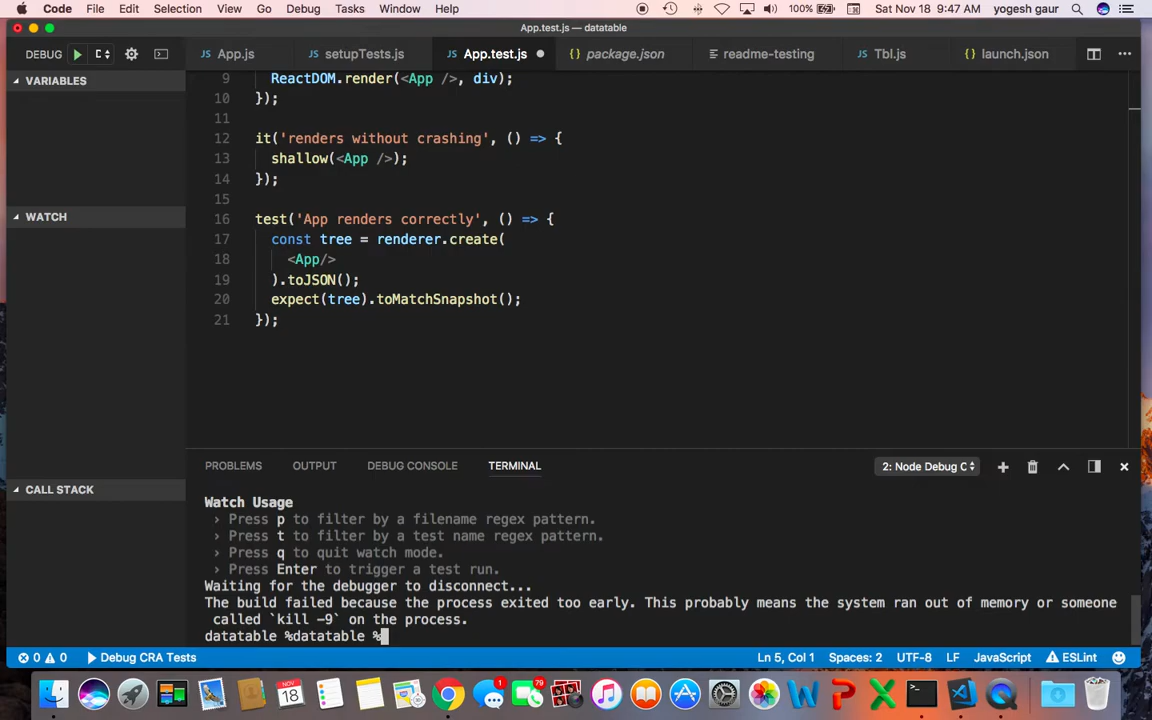 Code File Edit Selection View Go Debug Tasks Window Help 100% Sat Nov 18 9:47 AM yogesh gaur
App.test.js — datatable
DEBUG
App.js
setupTests.js
App.test.js
{} package.json
readme-testing
Tbl.js
{} launch.json
VARIABLES
WATCH
CALL STACK
9 ReactDOM.render(<App />, div);
10 });
11
12 it('renders without crashing', () => {
13 shallow(<App />);
14 });
15
16 test('App renders correctly', () => {
17 const tree = renderer.create(
18 <App/>
19 ).toJSON();
20 expect(tree).toMatchSnapshot();
21 });
PROBLEMS OUTPUT DEBUG CONSOLE TERMINAL 2: Node Debug C
Watch Usage
› Press p to filter by a filename regex pattern.
› Press t to filter by a test name regex pattern.
› Press q to quit watch mode.
› Press Enter to trigger a test run.
Waiting for the debugger to disconnect...
The build failed because the process exited too early. This probably means the system ran out of memory or someone
called `kill -9` on the process.
datatable %datatable %
0 0 Debug CRA Tests Ln 5, Col 1 Spaces: 2 UTF-8 LF JavaScript ESLint
NOV
18
1
79